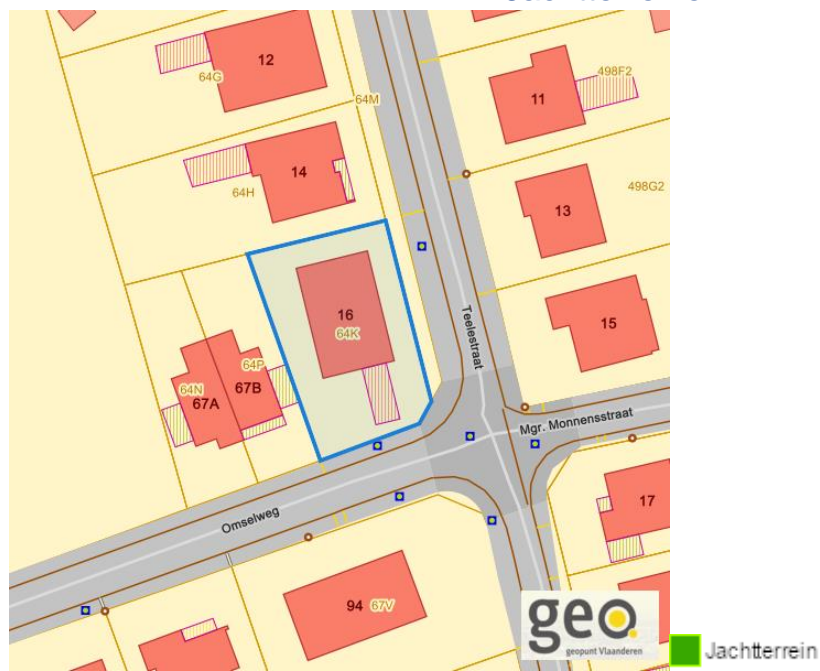 12
64G
64M
11
498F2
14
64H
13
498G2
16
64K
Teelestraat
15
64P
64N
67B
67A
Mgr. Monnensstraat
Omselweg
17
94
67V
geo.
geopunt Vlaanderen
Jachtterrein